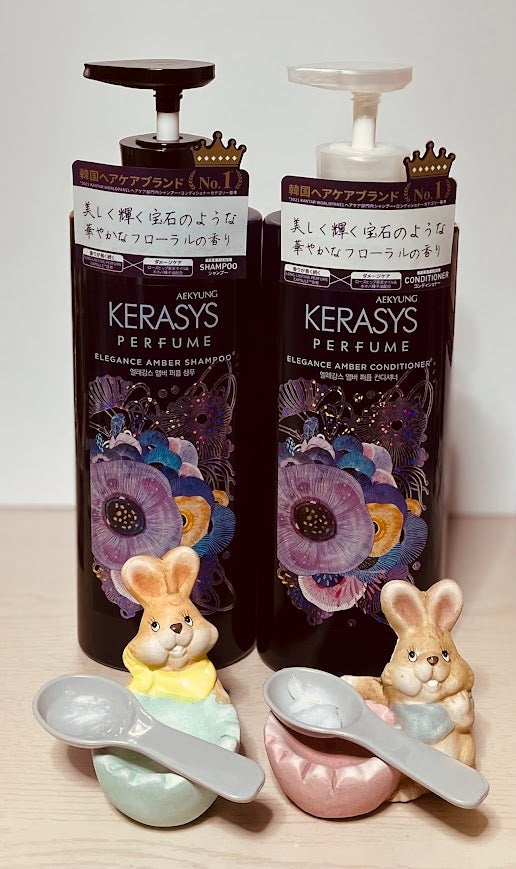 韓国ヘアケアブランド No.1
美しく輝く宝石のような
華やかなフローラルの香り
ダメージケア
SHAMPOO
シャンプー
AEKYUNG
KERASYS
PERFUME
ELEGANCE AMBER SHAMPOO
엘레강스 앰버 퍼퓸 샴푸
韓国ヘアケアブランド No.1
美しく輝く宝石のような
華やかなフローラルの香り
ダメージケア
CONDITIONER
コンディショナー
AEKYUNG
KERASYS
PERFUME
ELEGANCE AMBER CONDITIONER
엘레강스 앰버 퍼퓸 컨디셔너